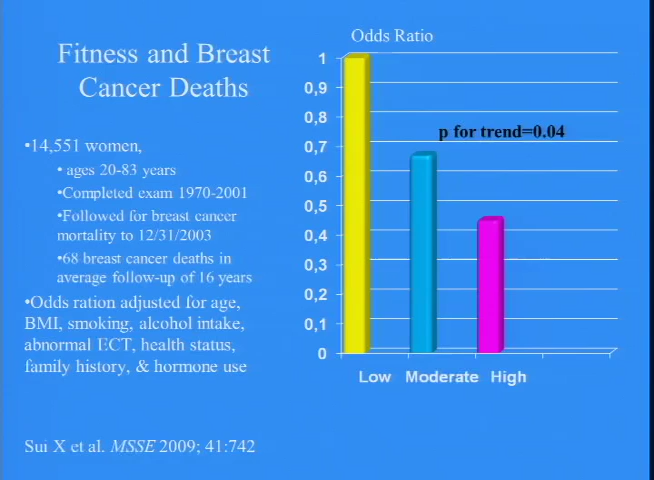 Fitness and Breast
Cancer Deaths
•14,551 women,
• ages 20-83 years
•Completed exam 1970-2001
•Followed for breast cancer
mortality to 12/31/2003
•68 breast cancer deaths in
average follow-up of 16 years
•Odds ration adjusted for age,
BMI, smoking, alcohol intake,
abnormal ECT, health status,
family history, & hormone use
Sui X et al. MSSE 2009; 41:742
Odds Ratio
1
0,9
0,8
p for trend=0.04
0,7
0,6
0,5
0,4
0,3
0,2
0,1
0
Low Moderate High